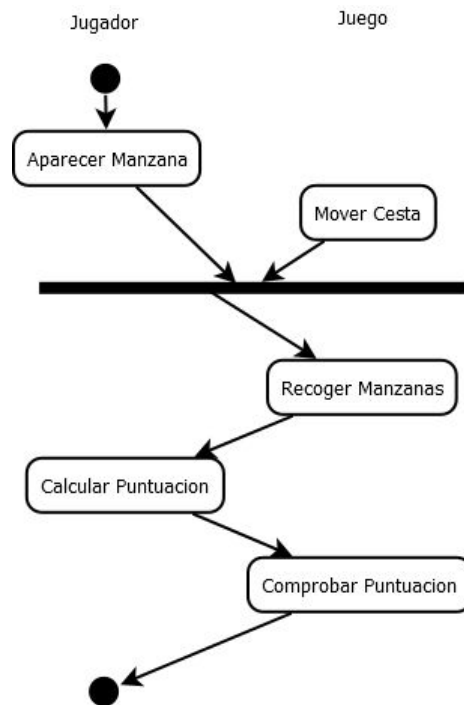 Jugador
Juego
Aparecer Manzana
Mover Cesta
Recoger Manzanas
Calcular Puntuacion
Comprobar Puntuacion